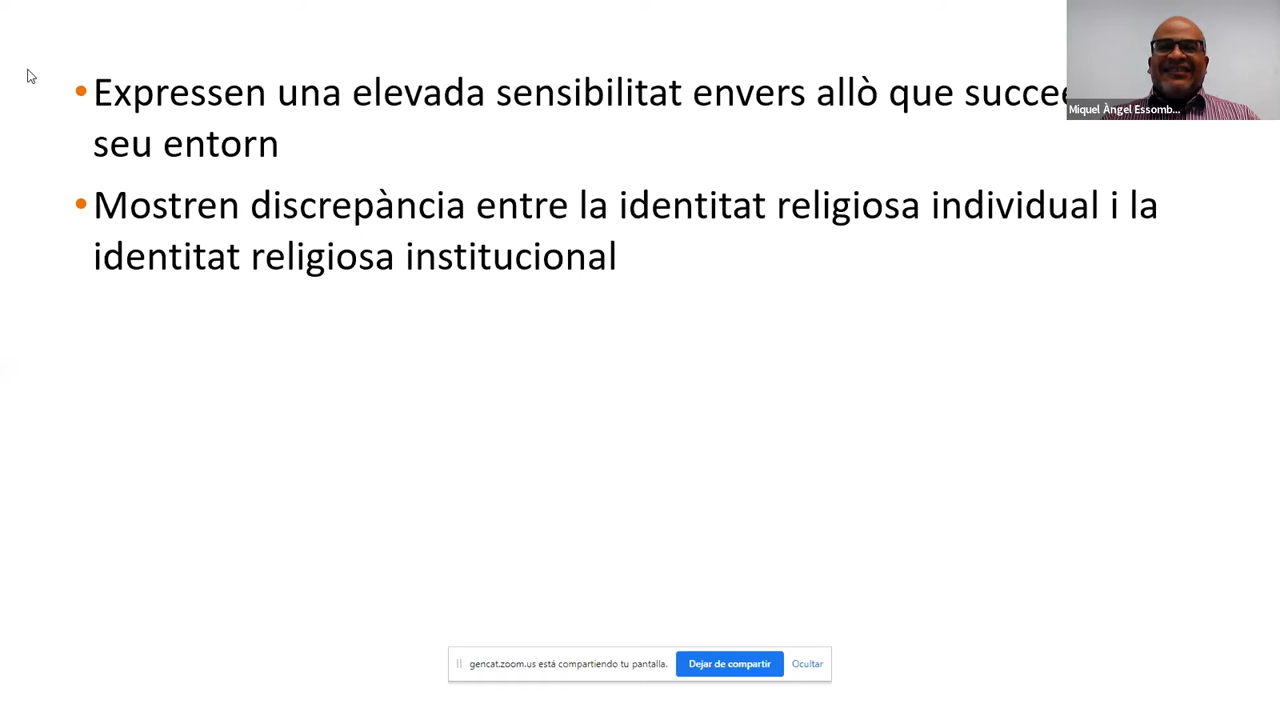 •Expressen una elevada sensibilitat envers allò que
seu entorn
•Mostren discrepància entre la identitat religiosa individual i la
identitat religiosa institucional
Miquel Àngel Essomb...
gencat.zoom.us está compartiendo tu pantalla. Dejar de compartir Ocultar